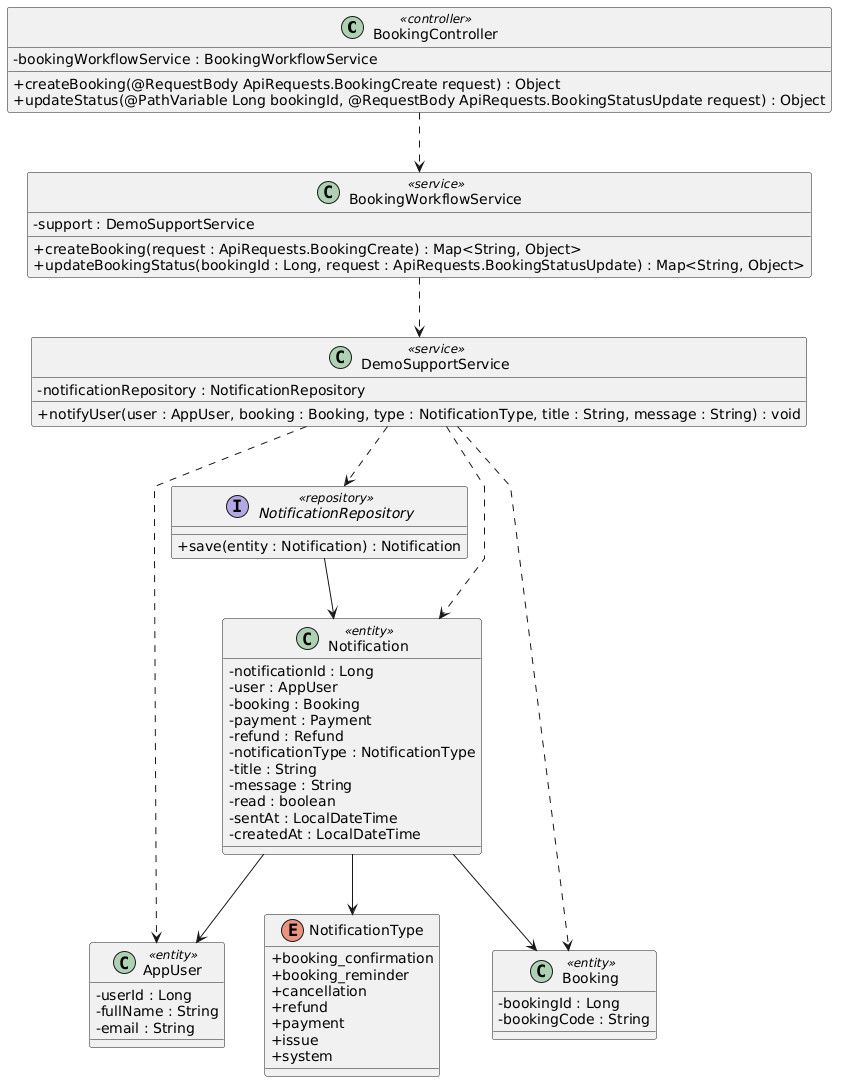 C
«controller»
BookingController
-bookingWorkflowService : BookingWorkflowService
+createBooking(@RequestBody ApiRequests.BookingCreate request) : Object
+updateStatus(@PathVariable Long bookingId, @RequestBody ApiRequests.BookingStatusUpdate request) : Object
C
«service»
BookingWorkflowService
-support : DemoSupportService
+createBooking(request : ApiRequests.BookingCreate) : Map<String, Object>
+updateBookingStatus(bookingId : Long, request : ApiRequests.BookingStatusUpdate) : Map<String, Object>
C
«service»
DemoSupportService
-notificationRepository : NotificationRepository
+notifyUser(user : AppUser, booking : Booking, type : NotificationType, title : String, message : String) : void
I
«repository»
NotificationRepository
+save(entity : Notification) : Notification
C
«entity»
Notification
-notificationId : Long
-user : AppUser
-booking : Booking
-payment : Payment
-refund : Refund
-notificationType : NotificationType
-title : String
-message : String
-read : boolean
-sentAt : LocalDateTime
-createdAt : LocalDateTime
C
«entity»
AppUser
-userId : Long
-fullName : String
-email : String
E
NotificationType
+booking_confirmation
+booking_reminder
+cancellation
+refund
+payment
+issue
+system
C
«entity»
Booking
-bookingId : Long
-bookingCode : String